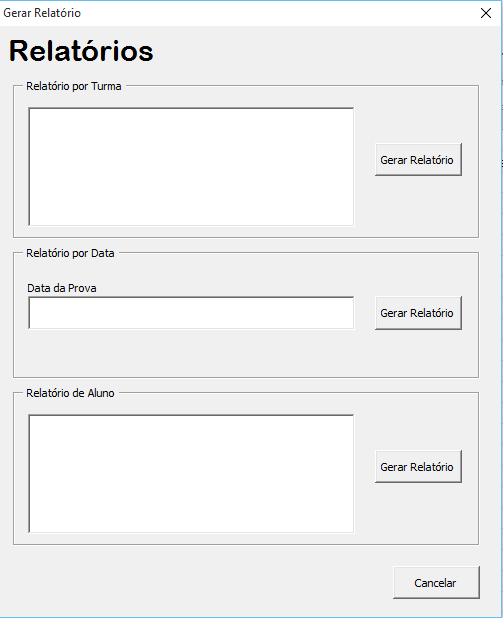 Gerar Relatório
Relatórios
Relatório por Turma
Gerar Relatório
Relatório por Data
Data da Prova
Gerar Relatório
Relatório de Aluno
Gerar Relatório
Cancelar